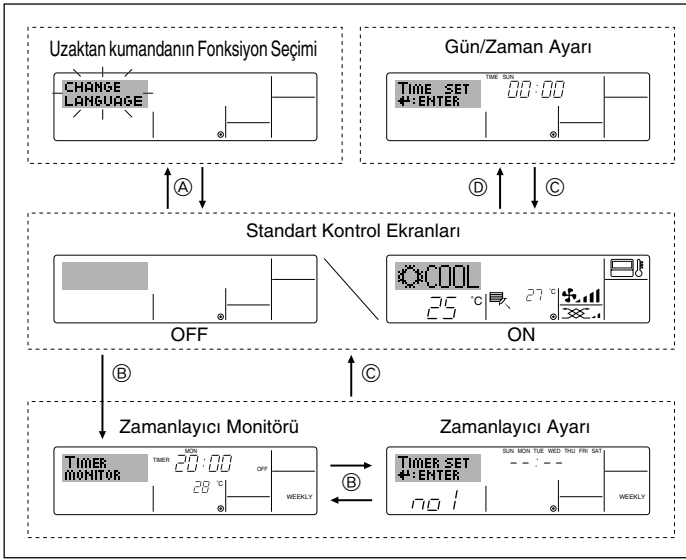 Uzaktan kumandanın Fonksiyon Seçimi
CHANGE
LANGUAGE
Gün/Zaman Ayarı
TIME SUN
TIME SET
00:00
↵:ENTER
Ⓐ
Ⓓ
Ⓒ
Standart Kontrol Ekranları
OFF
COOL
25 °C
27 °C
ON
Ⓑ
Ⓒ
Zamanlayıcı Monitörü
TIMER
MONITOR
MON
TIMER 20:00 OFF
28 °C
WEEKLY
Ⓑ
Zamanlayıcı Ayarı
SUN MON TUE WED THU FRI SAT
TIMER SET
--:--
↵:ENTER
no 1
WEEKLY